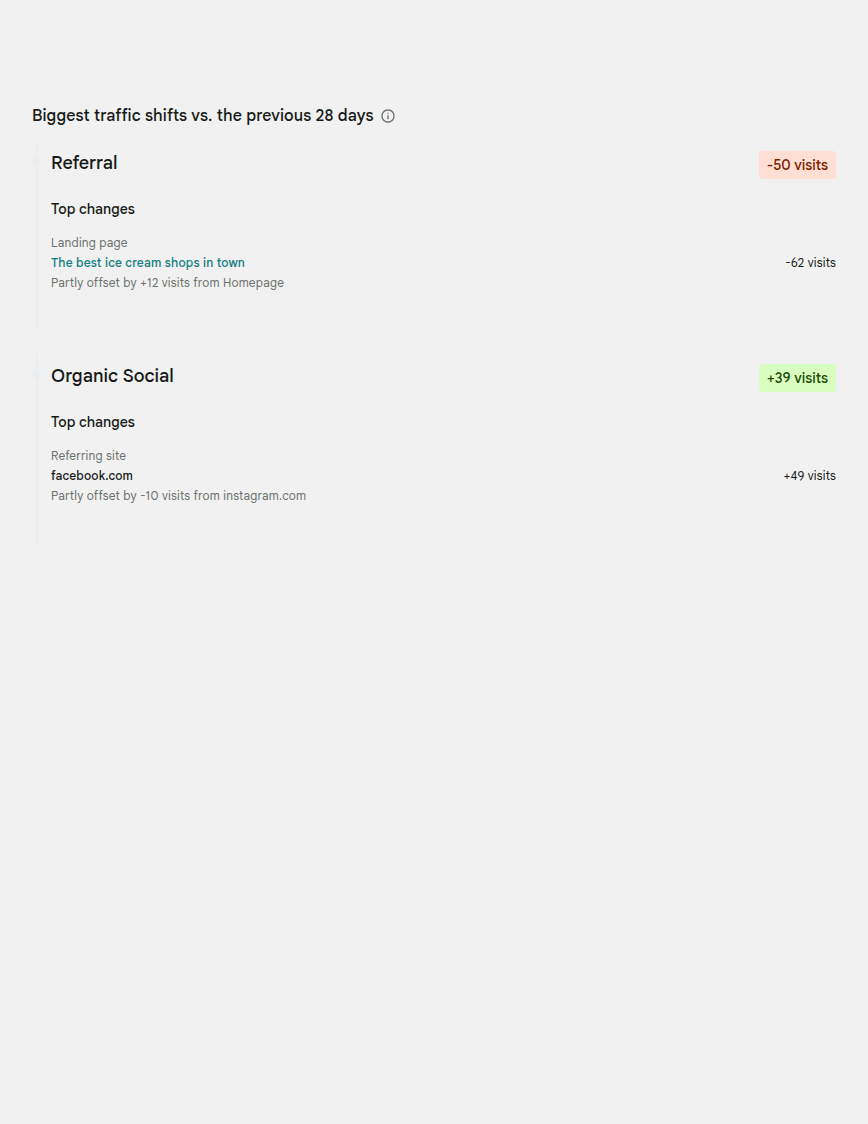 Biggest traffic shifts vs. the previous 28 days
Referral
-50 visits
Top changes
Landing page
The best ice cream shops in town
-62 visits
Partly offset by +12 visits from Homepage
Organic Social
+39 visits
Top changes
Referring site
facebook.com
+49 visits
Partly offset by -10 visits from instagram.com